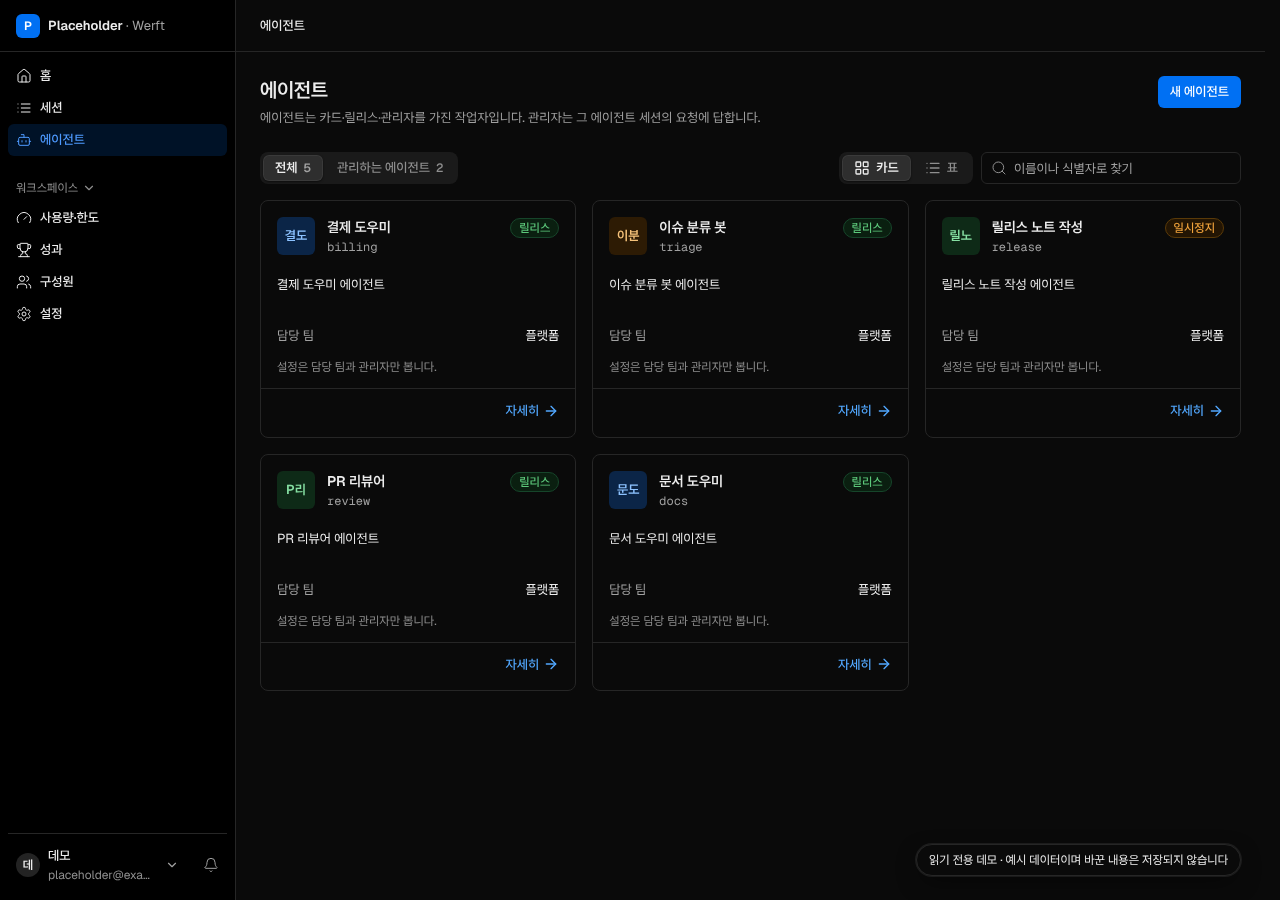 P Placeholder · Werft
에이전트
홈
세션
에이전트
워크스페이스
사용량·한도
성과
구성원
설정
에이전트
에이전트는 카드·릴리스·관리자를 가진 작업자입니다. 관리자는 그 에이전트 세션의 요청에 답합니다.
새 에이전트
전체 5
관리하는 에이전트 2
카드
표
이름이나 식별자로 찾기
결도
결제 도우미
billing
릴리스
결제 도우미 에이전트
담당 팀 플랫폼
설정은 담당 팀과 관리자만 봅니다.
자세히
이분
이슈 분류 봇
triage
릴리스
이슈 분류 봇 에이전트
담당 팀 플랫폼
설정은 담당 팀과 관리자만 봅니다.
자세히
릴노
릴리스 노트 작성
release
일시정지
릴리스 노트 작성 에이전트
담당 팀 플랫폼
설정은 담당 팀과 관리자만 봅니다.
자세히
P리
PR 리뷰어
review
릴리스
PR 리뷰어 에이전트
담당 팀 플랫폼
설정은 담당 팀과 관리자만 봅니다.
자세히
문도
문서 도우미
docs
릴리스
문서 도우미 에이전트
담당 팀 플랫폼
설정은 담당 팀과 관리자만 봅니다.
자세히
데
데모
placeholder@exa...
읽기 전용 데모 · 예시 데이터이며 바꾼 내용은 저장되지 않습니다